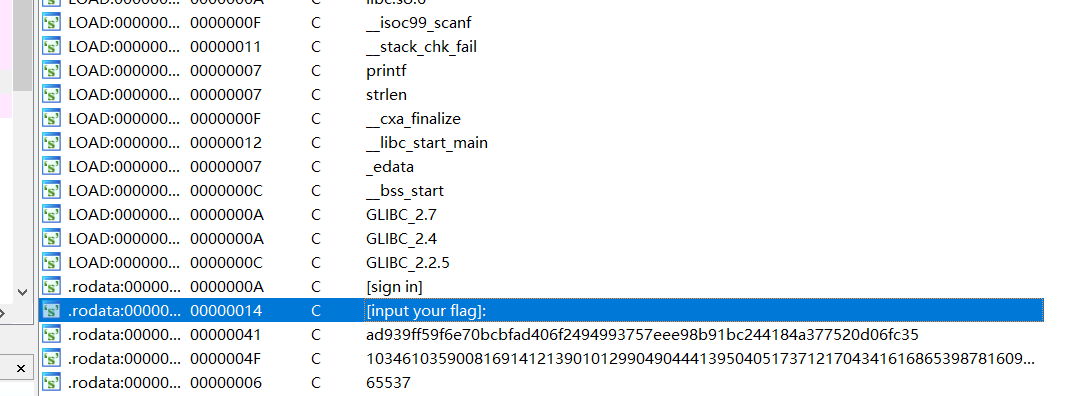 LOAD:000000... 0000000A C libc.so.6
LOAD:000000... 0000000F C __isoc99_scanf
LOAD:000000... 00000011 C __stack_chk_fail
LOAD:000000... 00000007 C printf
LOAD:000000... 00000007 C strlen
LOAD:000000... 0000000F C __cxa_finalize
LOAD:000000... 00000012 C __libc_start_main
LOAD:000000... 00000007 C _edata
LOAD:000000... 0000000C C __bss_start
LOAD:000000... 0000000A C GLIBC_2.7
LOAD:000000... 0000000A C GLIBC_2.4
LOAD:000000... 0000000C C GLIBC_2.2.5
.rodata:00000... 0000000A C [sign in]
.rodata:00000... 00000014 C [input your flag]:
.rodata:00000... 00000041 C ad939ff59f6e70bcbfad406f2494993757eee98b91bc244184a377520d06fc35
.rodata:00000... 0000004F C 103461035900816914121390101299049044413950405173712170434161686539878160 9...
.rodata:00000... 00000006 C 65537